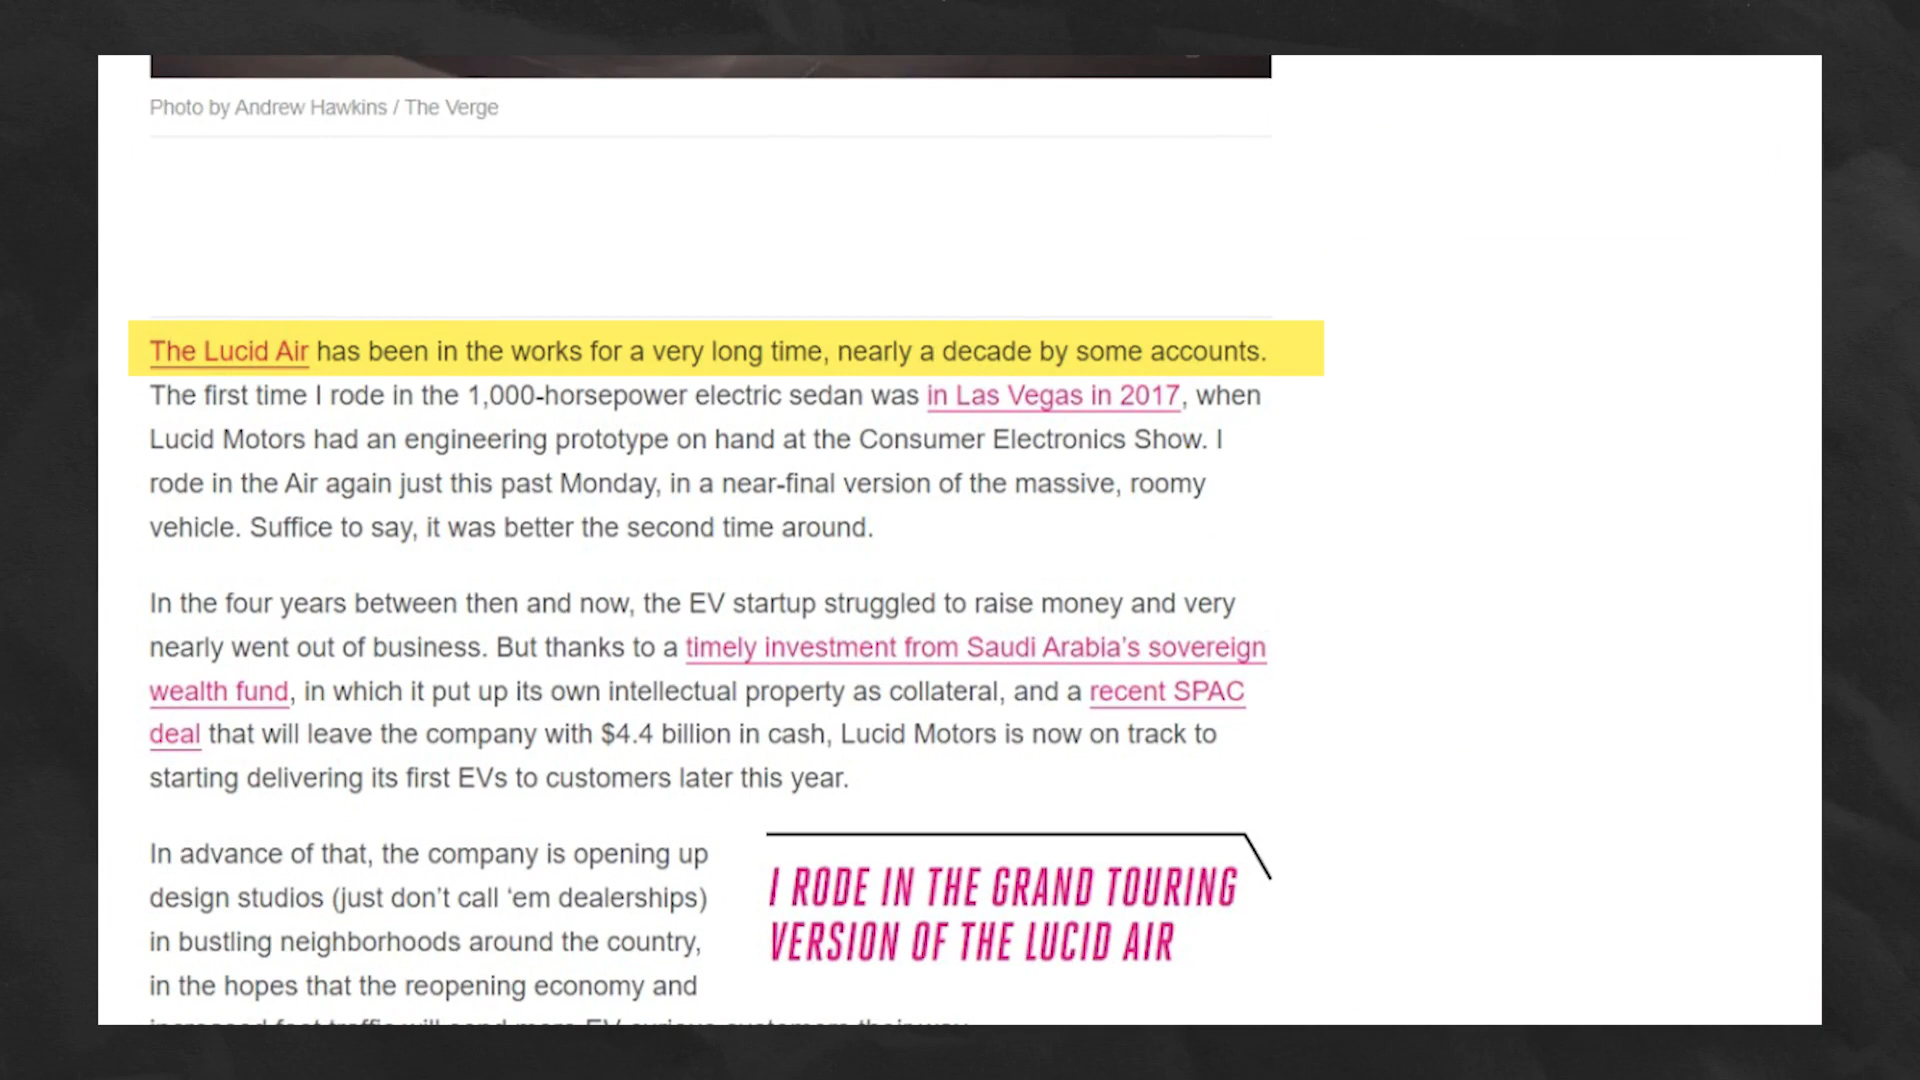 Photo by Andrew Hawkins / The Verge
The Lucid Air has been in the works for a very long time, nearly a decade by some accounts.
The first time I rode in the 1,000-horsepower electric sedan was in Las Vegas in 2017, when
Lucid Motors had an engineering prototype on hand at the Consumer Electronics Show. I
rode in the Air again just this past Monday, in a near-final version of the massive, roomy
vehicle. Suffice to say, it was better the second time around.
In the four years between then and now, the EV startup struggled to raise money and very
nearly went out of business. But thanks to a timely investment from Saudi Arabia’s sovereign
wealth fund, in which it put up its own intellectual property as collateral, and a recent SPAC
deal that will leave the company with $4.4 billion in cash, Lucid Motors is now on track to
starting delivering its first EVs to customers later this year.
In advance of that, the company is opening up
design studios (just don’t call ‘em dealerships)
in bustling neighborhoods around the country,
in the hopes that the reopening economy and
I RODE IN THE GRAND TOURING
VERSION OF THE LUCID AIR